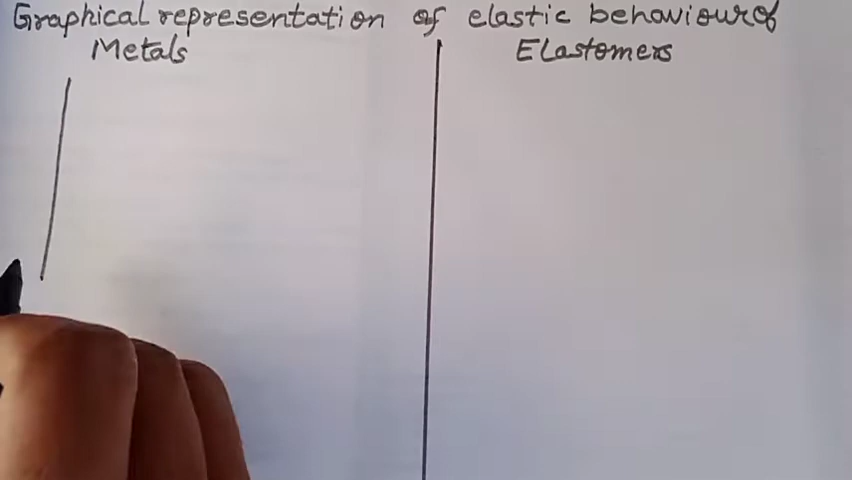 Graphical representation of elastic behaviour of
Metals
Elastomers